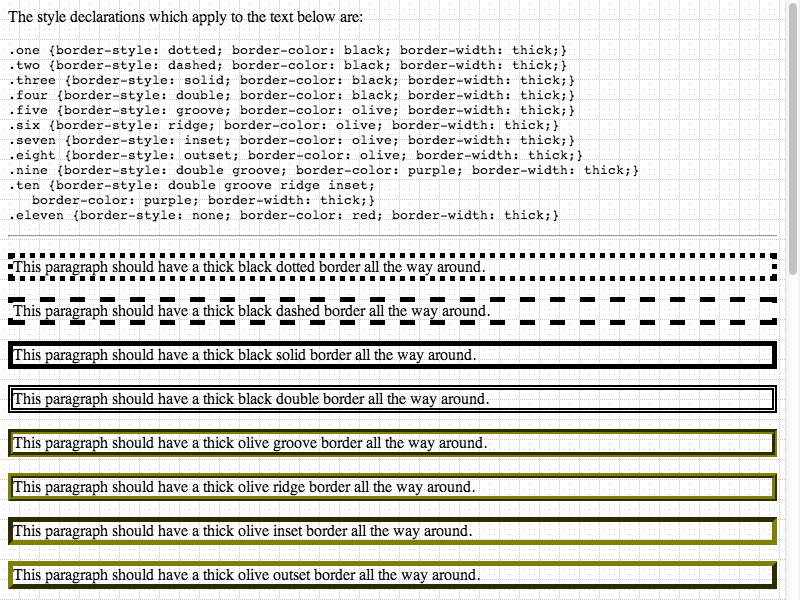 The style declarations which apply to the text below are:
.one {border-style: dotted; border-color: black; border-width: thick;}
.two {border-style: dashed; border-color: black; border-width: thick;}
.three {border-style: solid; border-color: black; border-width: thick;}
.four {border-style: double; border-color: black; border-width: thick;}
.five {border-style: groove; border-color: olive; border-width: thick;}
.six {border-style: ridge; border-color: olive; border-width: thick;}
.seven {border-style: inset; border-color: olive; border-width: thick;}
.eight {border-style: outset; border-color: olive; border-width: thick;}
.nine {border-style: double groove; border-color: purple; border-width: thick;}
.ten {border-style: double groove ridge inset;
   border-color: purple; border-width: thick;}
.eleven {border-style: none; border-color: red; border-width: thick;}
This paragraph should have a thick black dotted border all the way around.
This paragraph should have a thick black dashed border all the way around.
This paragraph should have a thick black solid border all the way around.
This paragraph should have a thick black double border all the way around.
This paragraph should have a thick olive groove border all the way around.
This paragraph should have a thick olive ridge border all the way around.
This paragraph should have a thick olive inset border all the way around.
This paragraph should have a thick olive outset border all the way around.